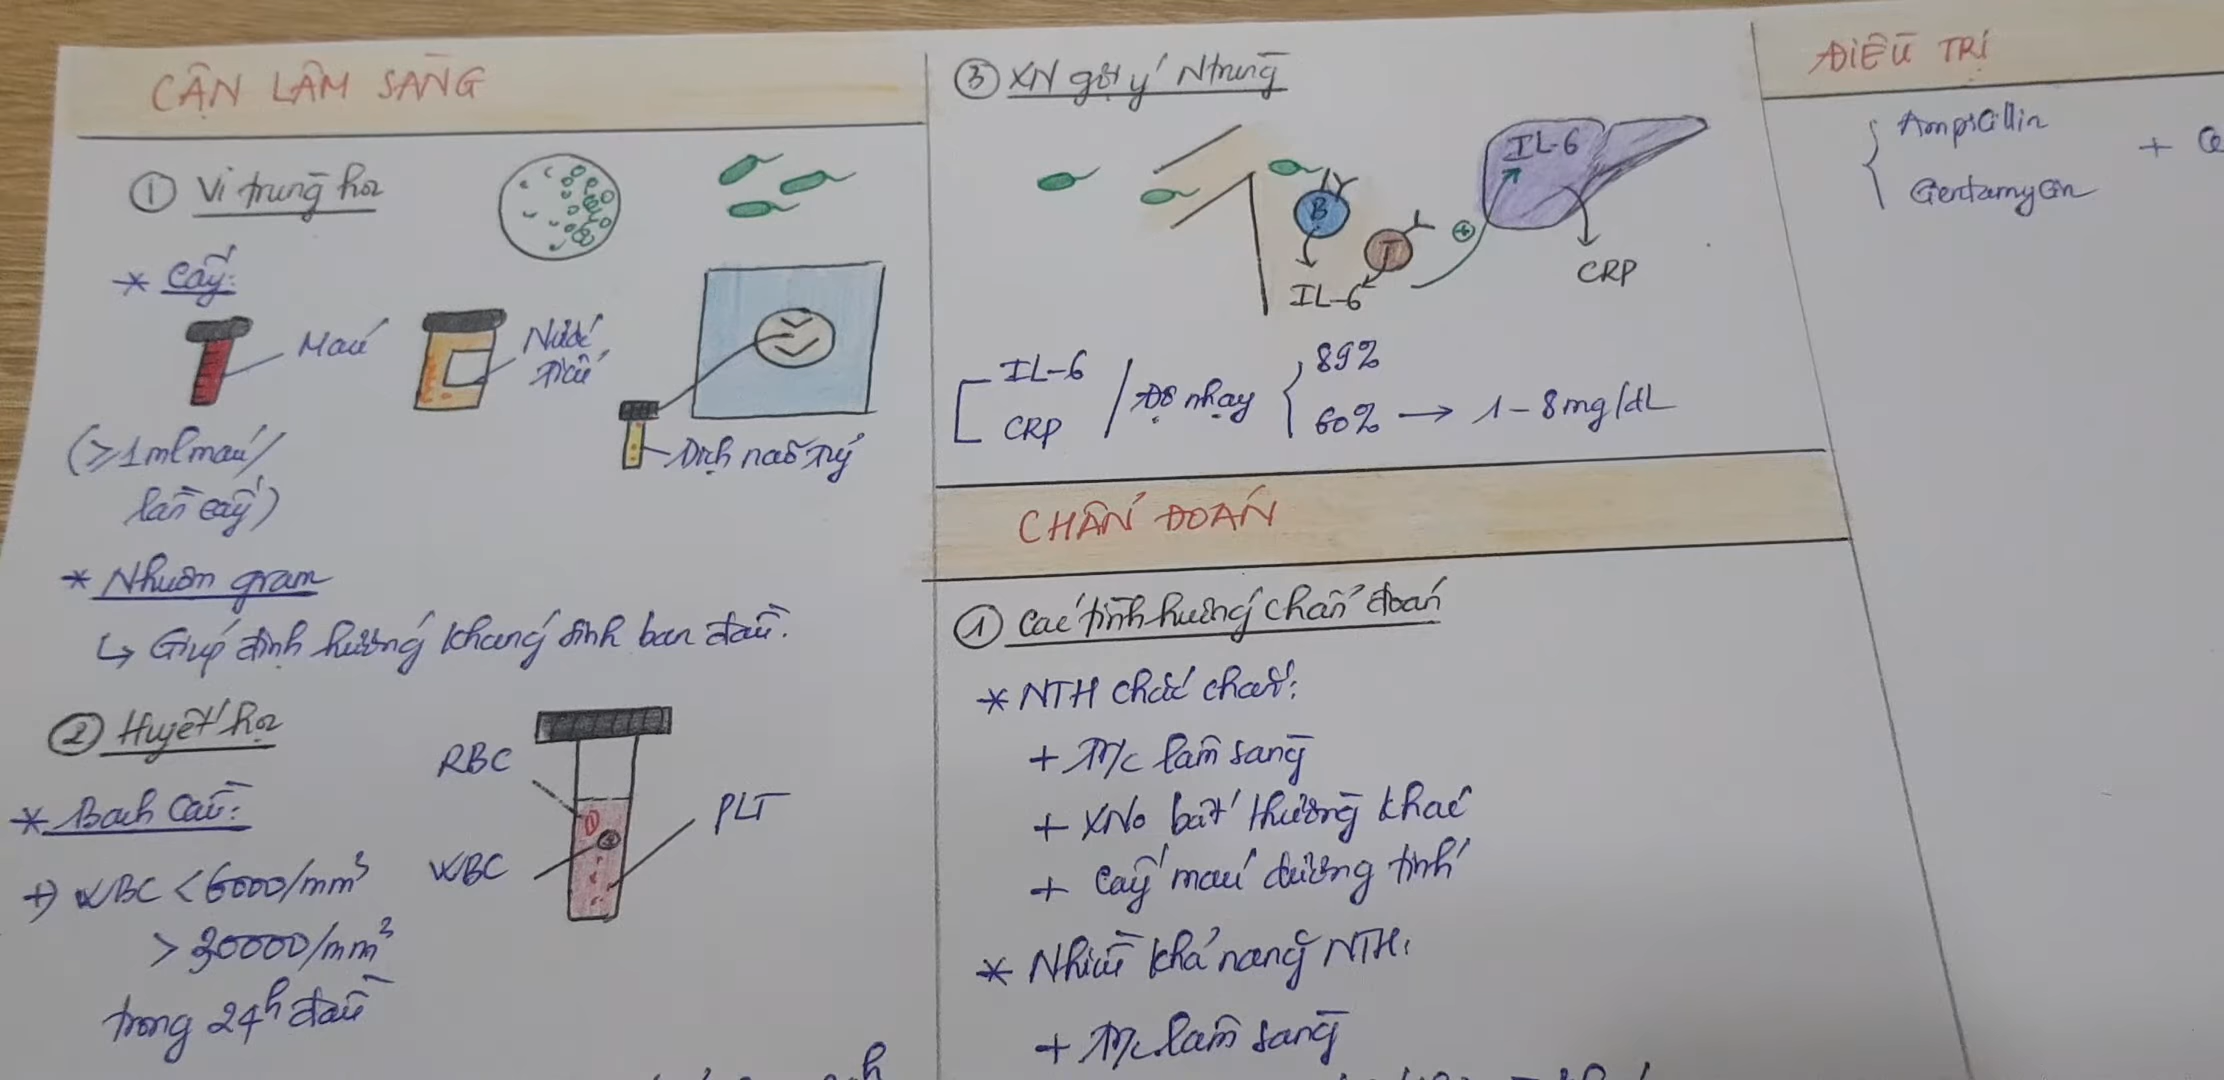 CẬN LÂM SÀNG
① Vi trùng học
* Cấy:
Máu
Nước
tiểu
Dịch não tủy
(≥1ml máu/
lần cấy)
* Nhuộm gram
↳ Giúp định hướng kháng sinh ban đầu.
② Huyết học
RBC
WBC
PLT
* Bạch cầu:
+) WBC < 6000/mm³
> 30000/mm³
trong 24h đầu
③ XN gợi ý Ntrùng
B
T
IL-6
IL-6
CRP
+
IL-6
CRP
Độ nhạy
89%
60% → 1-8mg/dL
CHẨN ĐOÁN
① Các tình huống chẩn đoán
* NTH chắc chắn:
+ T/c lâm sàng
+ XNo bất thường khác
+ Cấy máu dương tính
* Nhiều khả năng NTH:
+ T/c lâm sàng
ĐIỀU TRỊ
Ampicillin
Gentamycin
+